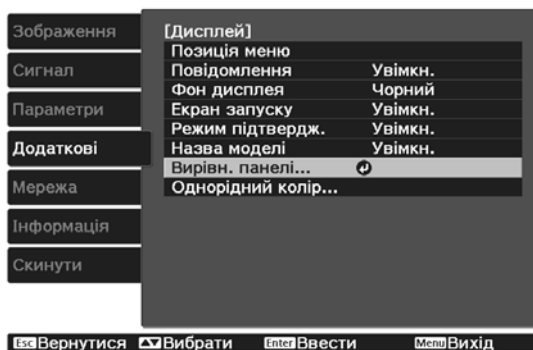 Зображення
Сигнал
Параметри
Додаткові
Мережа
Інформація
Скинути
[Дисплей]
Позиція меню
Повідомлення Увімкн.
Фон дисплея Чорний
Екран запуску Увімкн.
Режим підтвердж. Увімкн.
Назва моделі Увімкн.
Вирівн. панелі...
Однорідний колір...
Esc Вернутися Вибрати Enter Ввести Menu Вихід